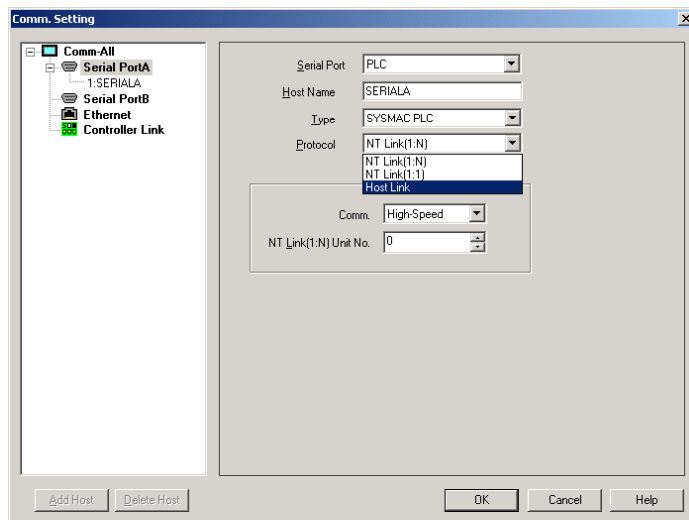 Comm. Setting
Comm-All
Serial PortA
1:SERIALA
Serial PortB
Ethernet
Controller Link
Serial Port PLC
Host Name SERIALA
Type SYSMAC PLC
Protocol NT Link(1:N)
NT Link(1:N)
NT Link(1:1)
Host Link
Comm. High-Speed
NT Link(1:N) Unit No. 0
Add Host Delete Host OK Cancel Help